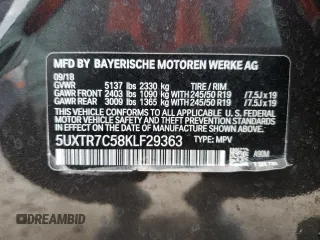 MFD BY BAYERISCHE MOTOREN WERKE AG
09/18
GVWR 5137 lbs 2330 kg TIRE / RIM
GAWR FRONT 2403 lbs 1090 kg WITH 245/50 R19 /7.5J x 19
GAWR REAR 3009 lbs 1365 kg WITH 245/50 R19 /7.5J x 19
THIS VEHICLE CONFORMS TO ALL APPLICABLE
FEDERAL MOTOR VEHICLE SAFETY STANDARDS
IN EFFECT ON THE DATE OF MANUFACTURE
SHOWN ABOVE.
5UXTR7C58KLF29363 TYPE: MPV
A90M
© DREAMBID